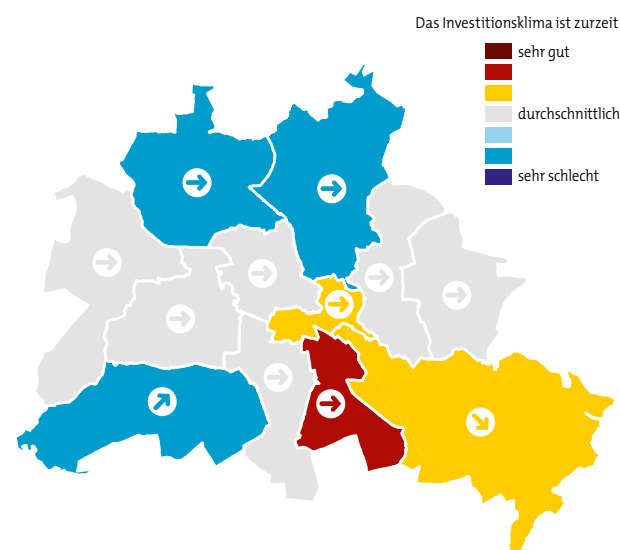 Das Investitionsklima ist zurzeit
sehr gut
durchschnittlich
sehr schlecht